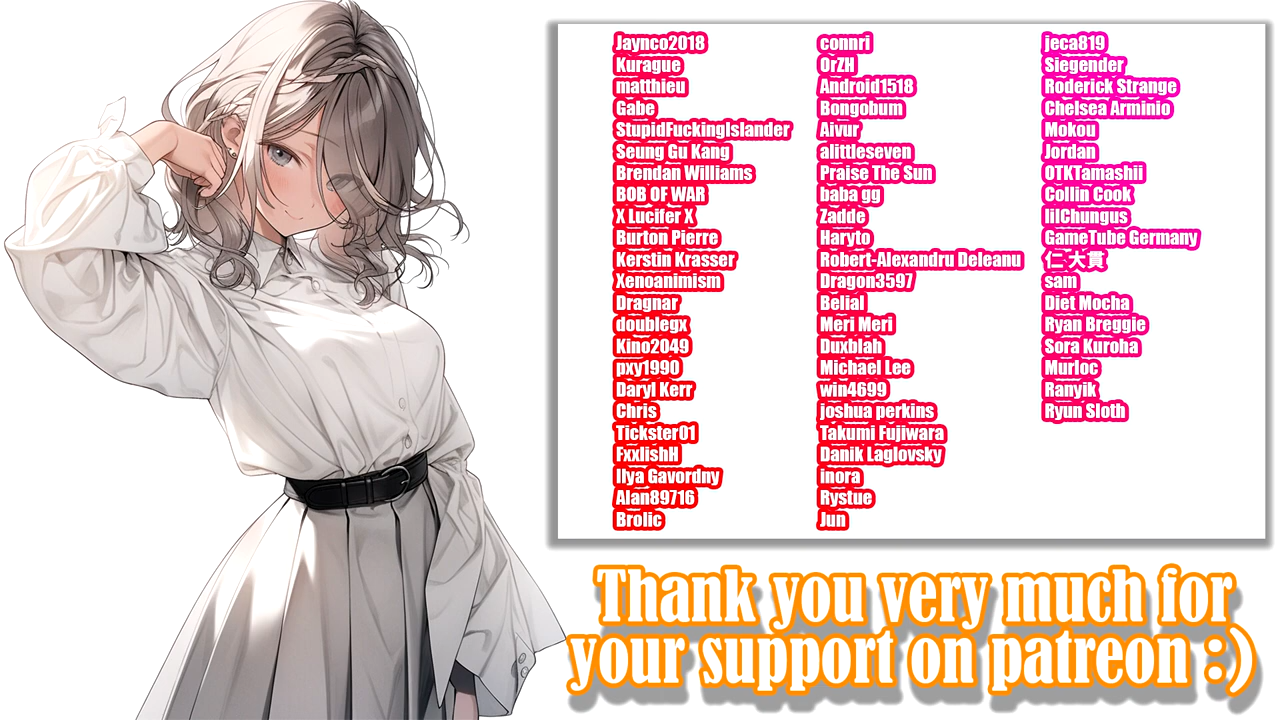 Jaynco2018
Kurague
matthieu
Gabe
StupidFuckingIslander
Seung Gu Kang
Brendan Williams
BOB OF WAR
X Lucifer X
Burton Pierre
Kerstin Krasser
Xenoanimism
Dragnar
doublegx
Kino2049
pxy1990
Daryl Kerr
Chris
Tickster01
FxxlishH
Ilya Gavordny
Alan89716
Brolic
connri
OrZH
Android1518
Bongobum
Aivur
alittleseven
Praise The Sun
baba gg
Zadde
Haryto
Robert-Alexandru Deleanu
Dragon3597
Belial
Meri Meri
Duxblah
Michael Lee
win4699
joshua perkins
Takumi Fujiwara
Danik Laglovsky
inora
Rystue
Jun
jeca819
Siegender
Roderick Strange
Chelsea Arminio
Mokou
Jordan
OTKTamashii
Collin Cook
lilChungus
GameTube Germany
仁 大貫
sam
Diet Mocha
Ryan Breggie
Sora Kuroha
Murloc
Ranyik
Ryun Sloth
Thank you very much for
your support on patreon :)